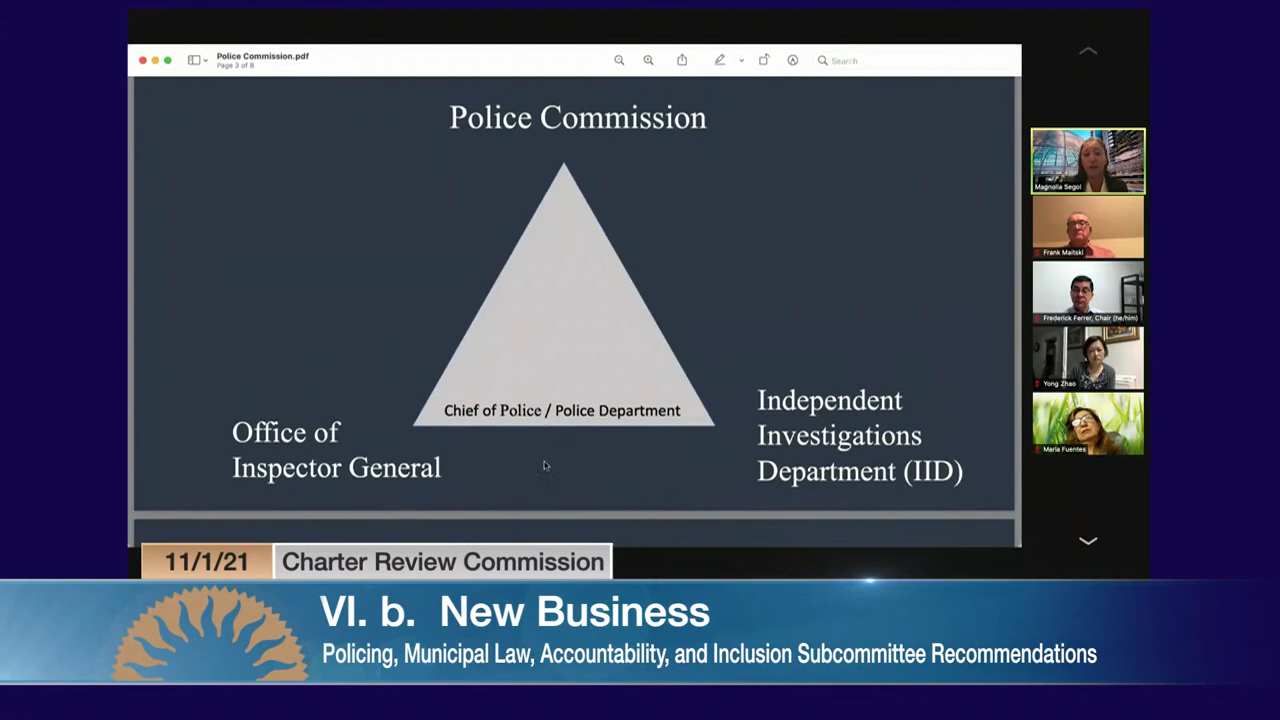 Police Commission.pdf
Page 3 of 8
Search
Police Commission
Chief of Police / Police Department
Office of
Inspector General
Independent
Investigations
Department (IID)
Magnolia Segol
Frank Maitski
Frederick Ferrer, Chair (he/him)
Yong Zhao
Maria Fuentes
11/1/21
Charter Review Commission
VI. b. New Business
Policing, Municipal Law, Accountability, and Inclusion Subcommittee Recommendations